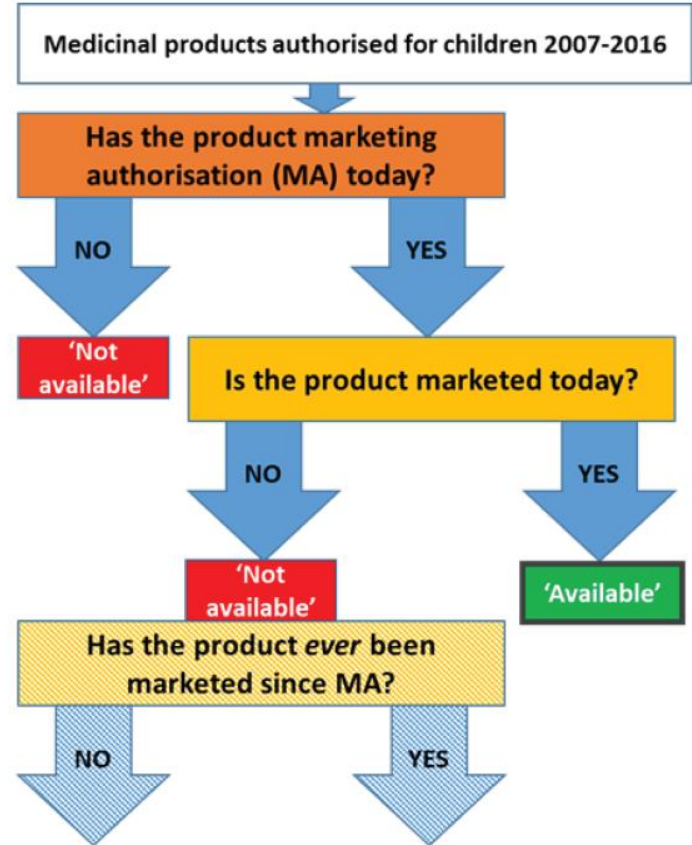 Medicinal products authorised for children 2007-2016
Has the product marketing
authorisation (MA) today?
NO
YES
'Not
available'
Is the product marketed today?
NO
YES
'Not
available'
'Available'
Has the product ever been
marketed since MA?
NO
YES